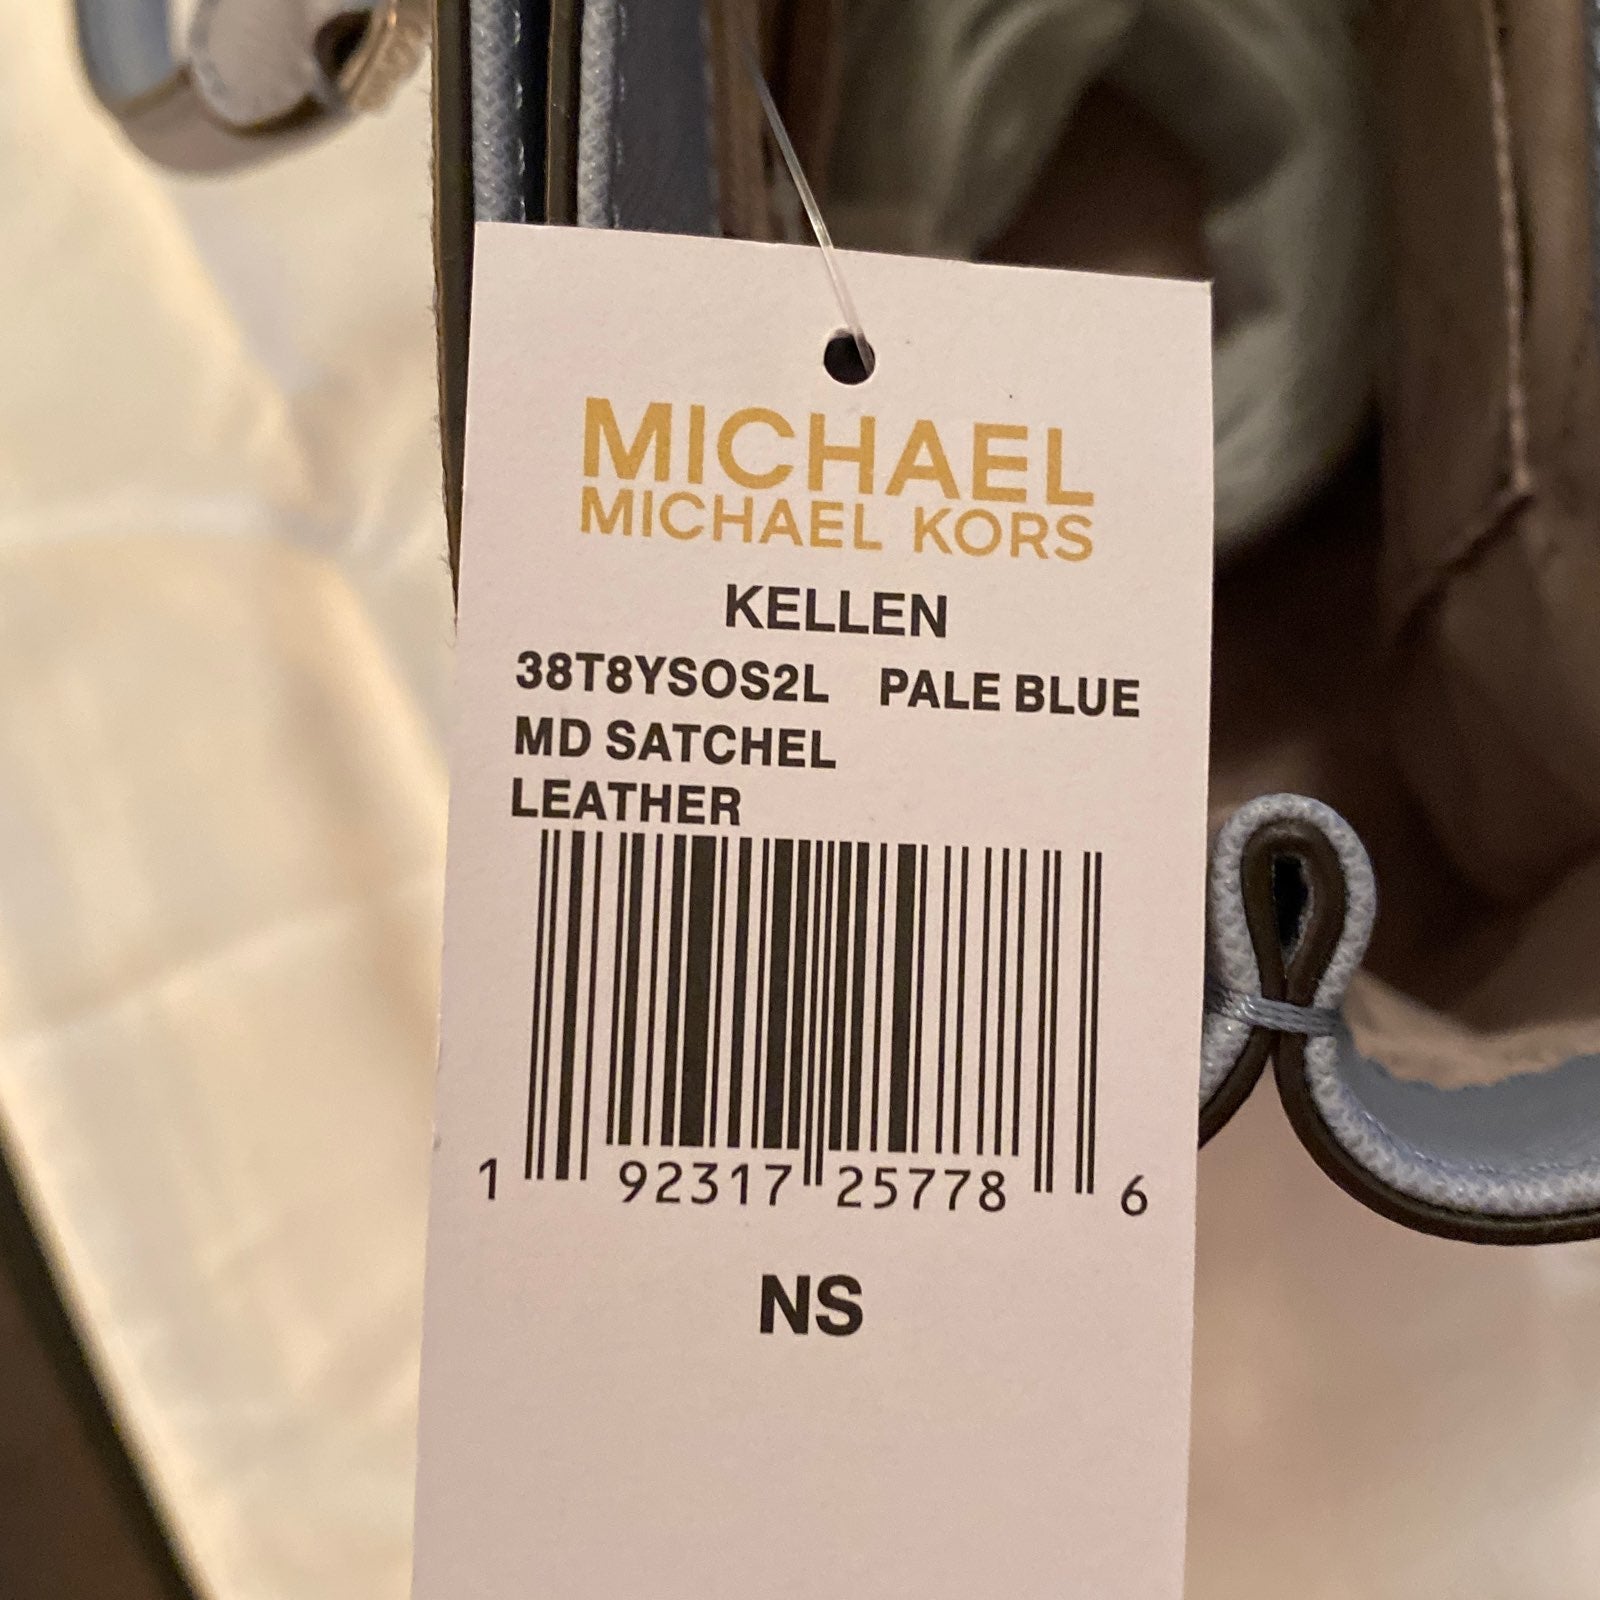 MICHAEL
MICHAEL KORS
KELLEN
38T8YSOS2L PALE BLUE
MD SATCHEL
LEATHER
1 92317 25778 6
NS